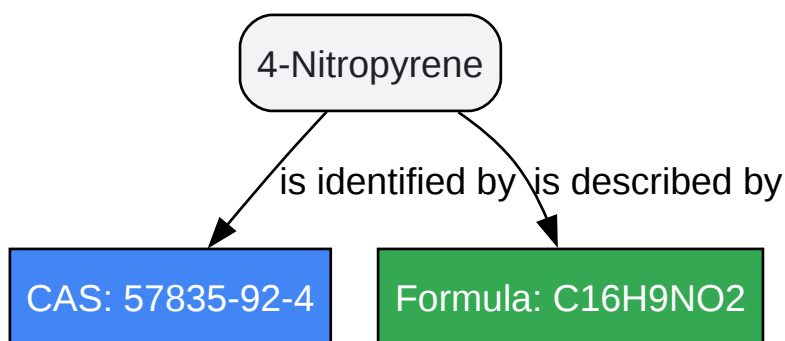 4-Nitropyrene
is identified by
is described by
CAS: 57835-92-4
Formula: C16H9NO2